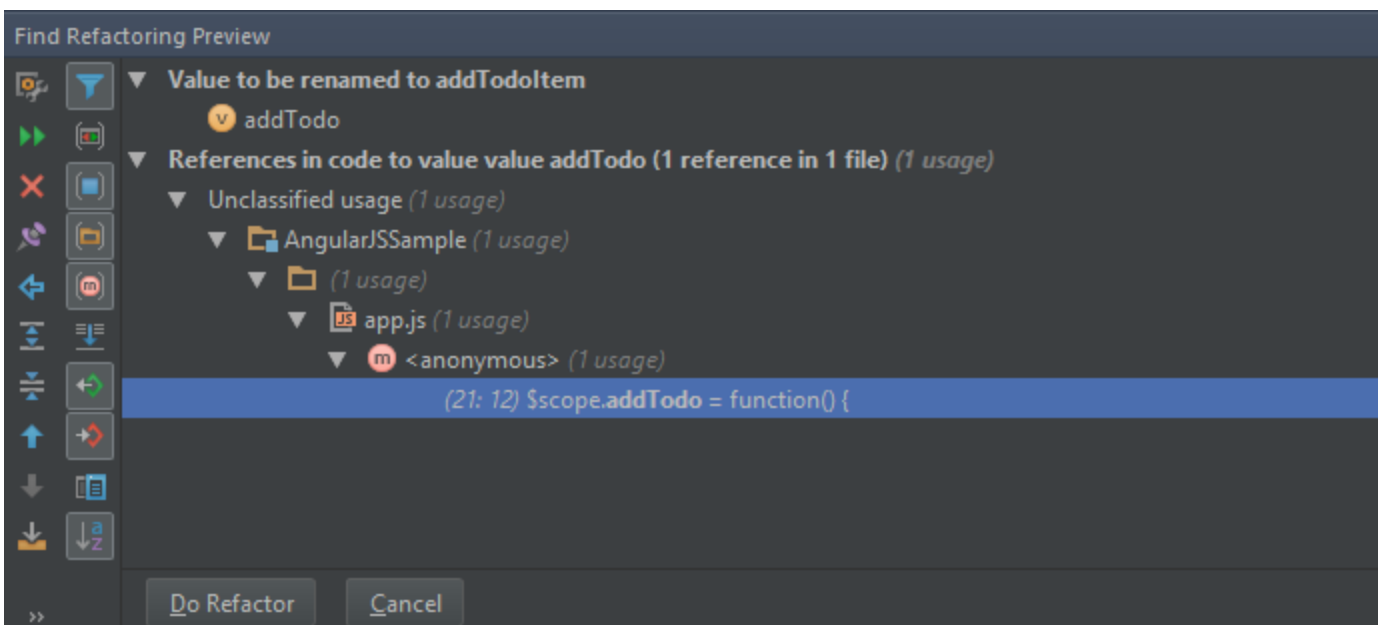 Find Refactoring Preview
Value to be renamed to addTodoItem
v addTodo
References in code to value value addTodo (1 reference in 1 file) (1 usage)
Unclassified usage (1 usage)
AngularJSSample (1 usage)
(1 usage)
JS app.js (1 usage)
m <anonymous> (1 usage)
(21: 12) $scope.addTodo = function() {
m
a
z
Do Refactor
Cancel